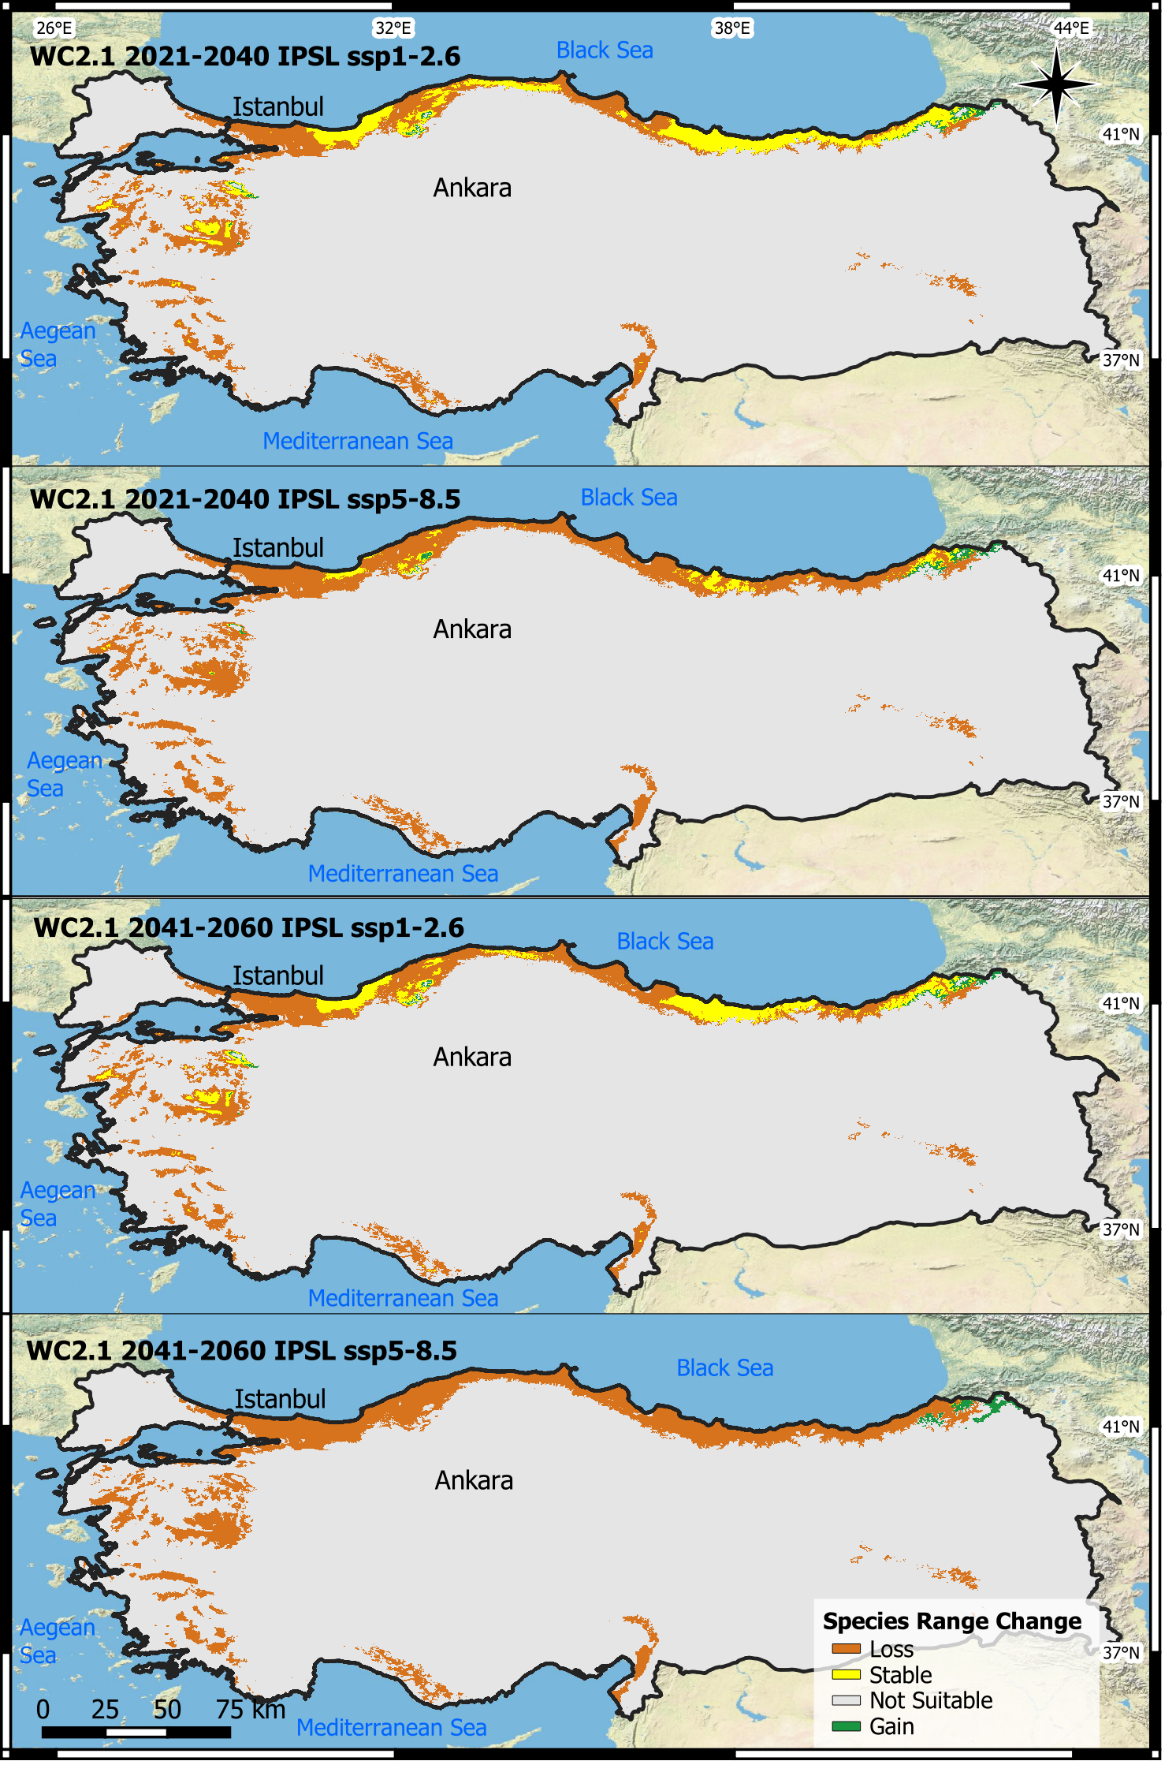 26°E 32°E 38°E 44°E
WC2.1 2021-2040 IPSL ssp1-2.6
Black Sea
Istanbul
41°N
Ankara
Aegean
Sea
37°N
Mediterranean Sea
WC2.1 2021-2040 IPSL ssp5-8.5
Black Sea
Istanbul
41°N
Ankara
Aegean
Sea
37°N
Mediterranean Sea
WC2.1 2041-2060 IPSL ssp1-2.6
Black Sea
Istanbul
41°N
Ankara
Aegean
Sea
37°N
Mediterranean Sea
WC2.1 2041-2060 IPSL ssp5-8.5
Black Sea
Istanbul
41°N
Ankara
Aegean
Sea
37°N
Species Range Change
Loss
Stable
Not Suitable
Gain
0 25 50 75 km
Mediterranean Sea